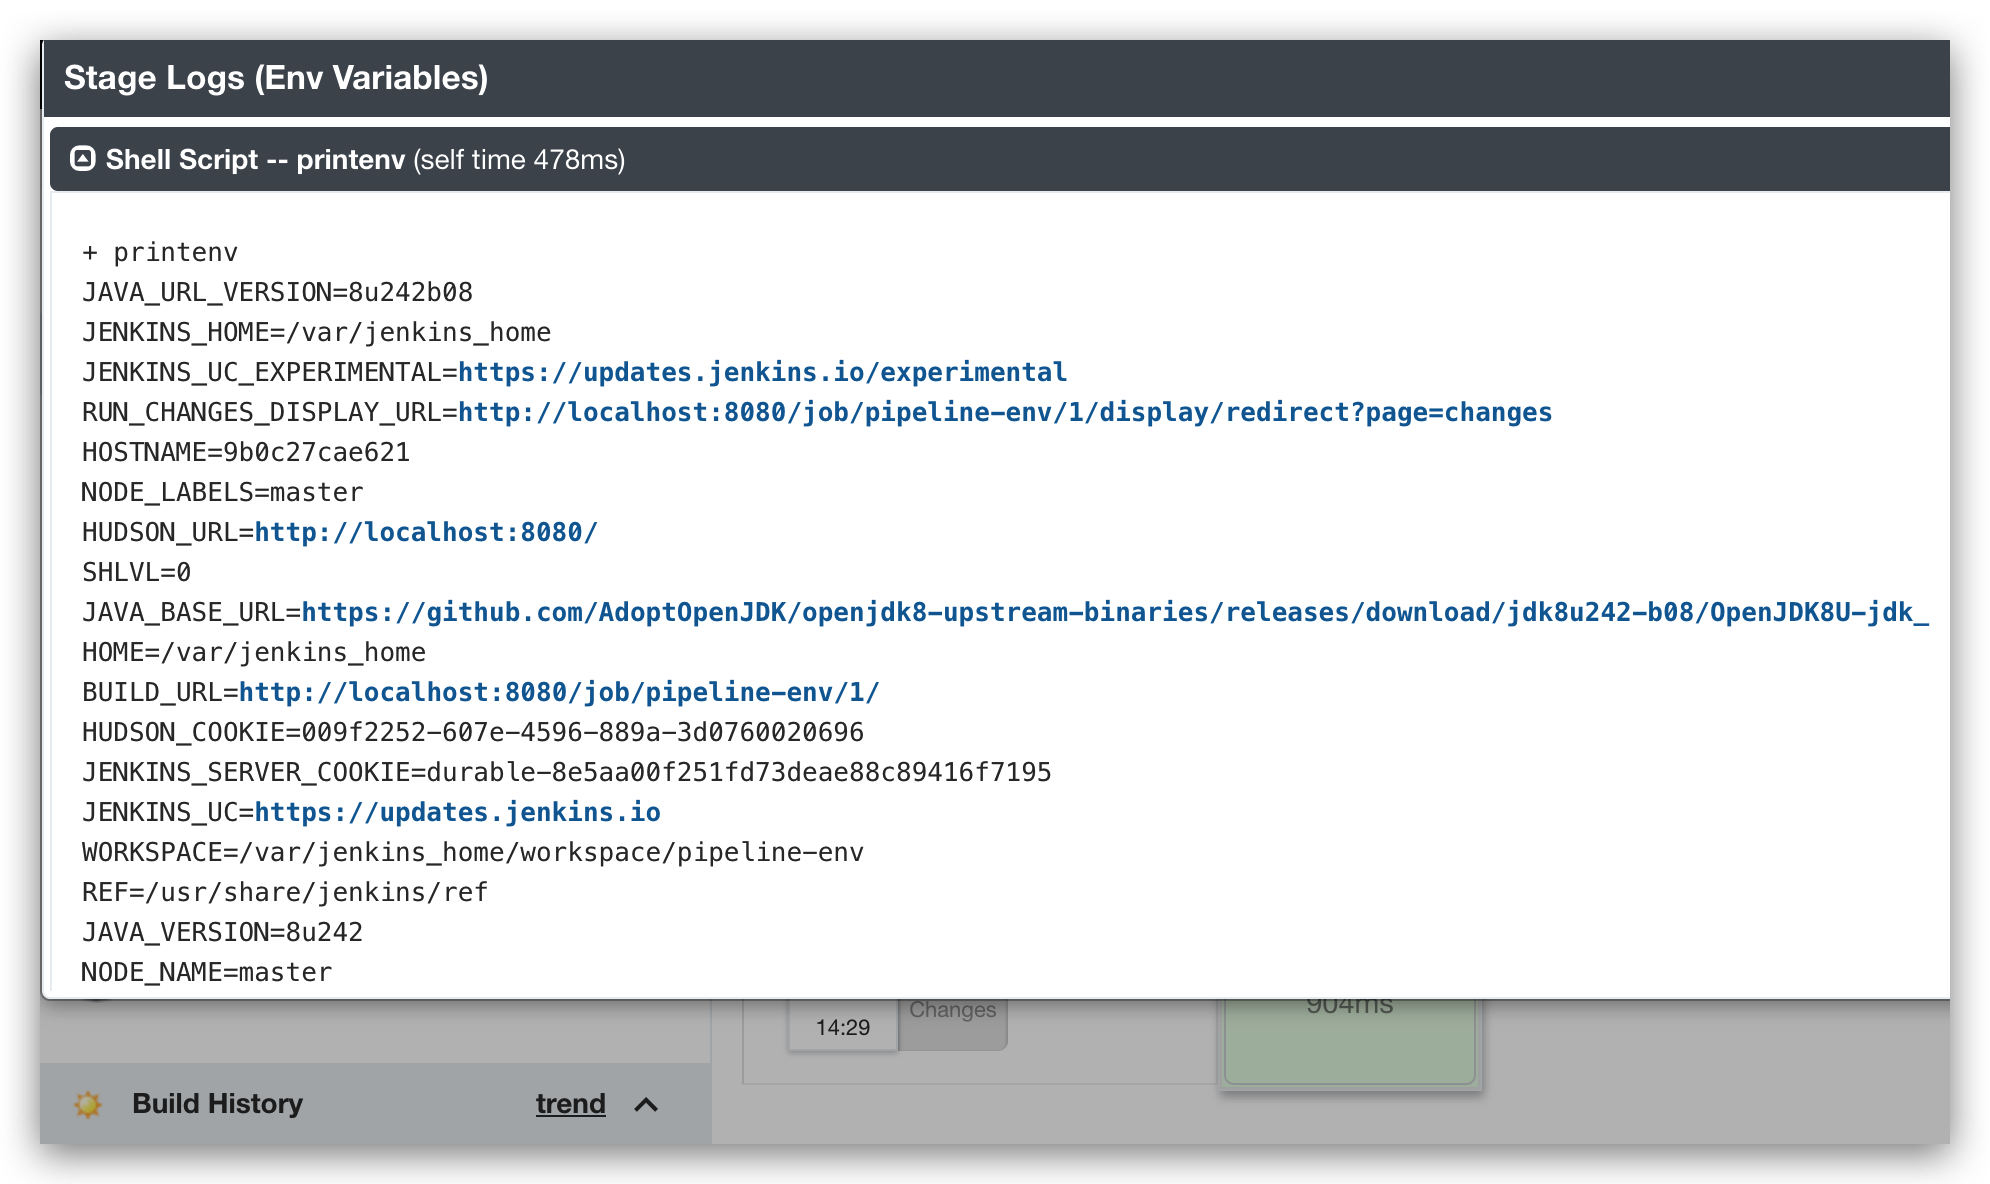 Stage Logs (Env Variables)
Shell Script -- printenv (self time 478ms)
+ printenv
JAVA_URL_VERSION=8u242b08
JENKINS_HOME=/var/jenkins_home
JENKINS_UC_EXPERIMENTAL=https://updates.jenkins.io/experimental
RUN_CHANGES_DISPLAY_URL=http://localhost:8080/job/pipeline-env/1/display/redirect?page=changes
HOSTNAME=9b0c27cae621
NODE_LABELS=master
HUDSON_URL=http://localhost:8080/
SHLVL=0
JAVA_BASE_URL=https://github.com/AdoptOpenJDK/openjdk8-upstream-binaries/releases/download/jdk8u242-b08/OpenJDK8U-jdk_
HOME=/var/jenkins_home
BUILD_URL=http://localhost:8080/job/pipeline-env/1/
HUDSON_COOKIE=009f2252-607e-4596-889a-3d0760020696
JENKINS_SERVER_COOKIE=durable-8e5aa00f251fd73deae88c89416f7195
JENKINS_UC=https://updates.jenkins.io
WORKSPACE=/var/jenkins_home/workspace/pipeline-env
REF=/usr/share/jenkins/ref
JAVA_VERSION=8u242
NODE_NAME=master
Changes
904ms
14:29
Build History trend